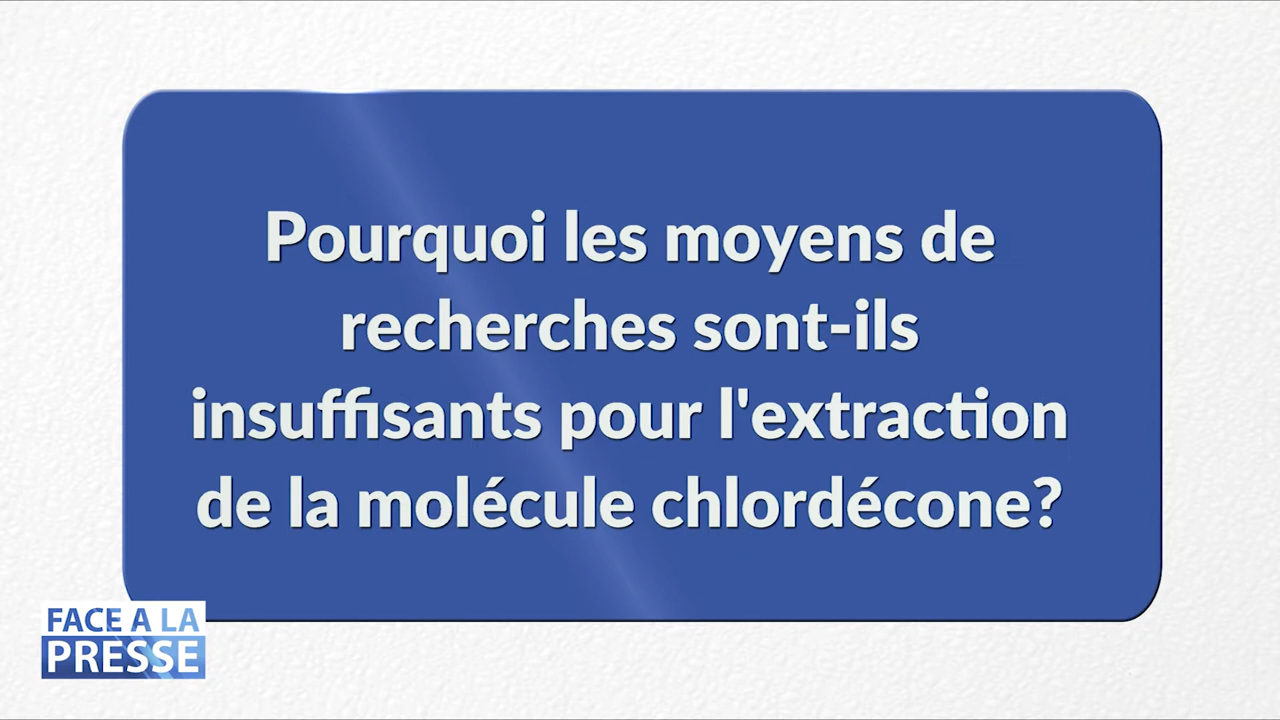 Pourquoi les moyens de
recherches sont-ils
insuffisants pour l'extraction
de la molécule chlordécone?
FACE A LA
PRESSE